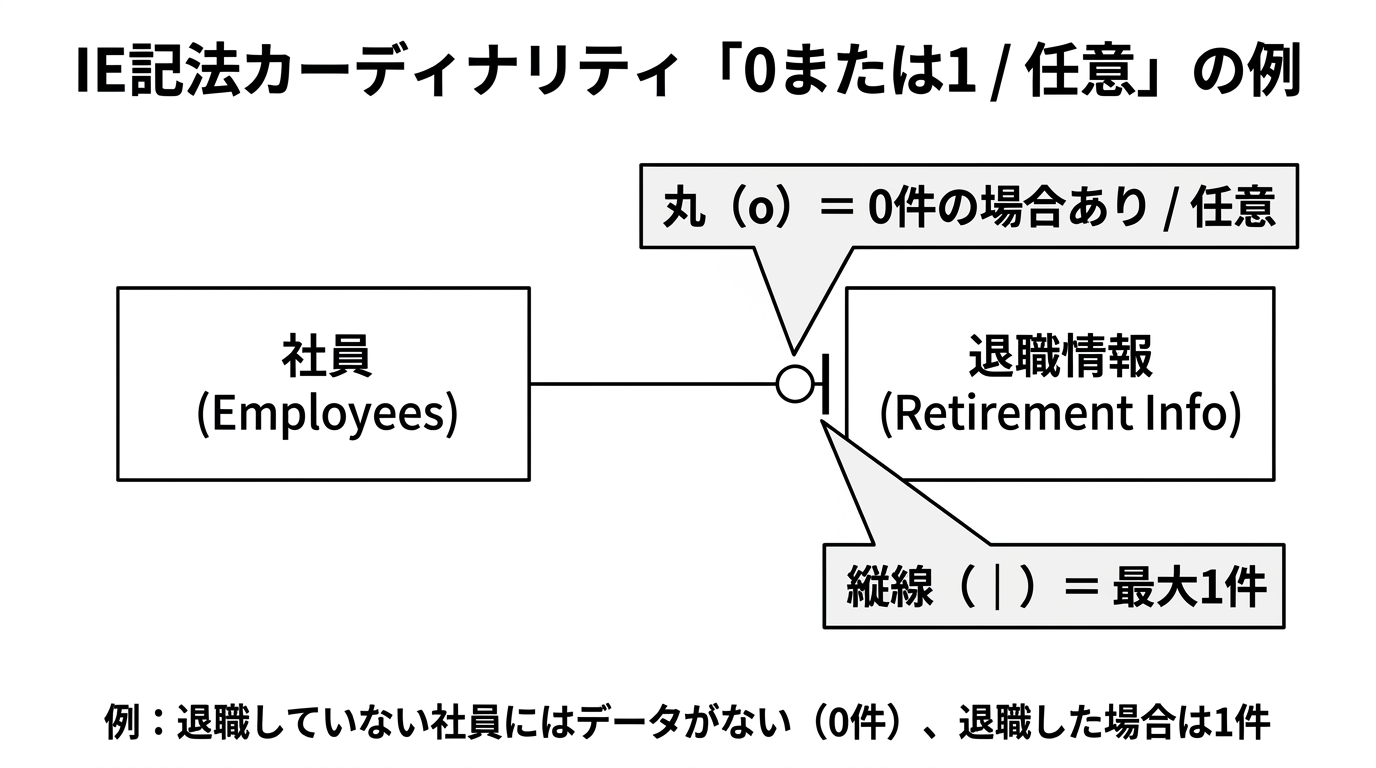 IE記法カーディナリティ「0または1 / 任意」の例
丸（o）＝ 0件の場合あり / 任意
社員
(Employees)
退職情報
(Retirement Info)
縦線（｜）＝ 最大1件
例：退職していない社員にはデータがない（0件）、退職した場合は1件